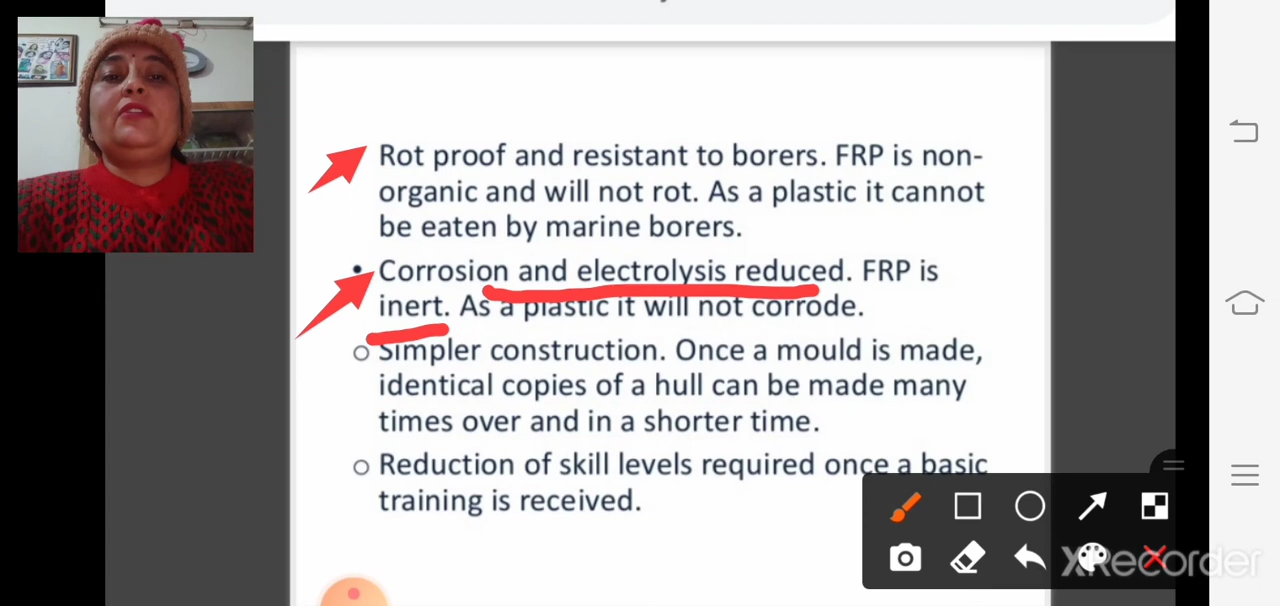 Rot proof and resistant to borers. FRP is non-
organic and will not rot. As a plastic it cannot
be eaten by marine borers.
• Corrosion and electrolysis reduced. FRP is
inert. As a plastic it will not corrode.
o Simpler construction. Once a mould is made,
identical copies of a hull can be made many
times over and in a shorter time.
o Reduction of skill levels required once a basic
training is received.
XRecorder